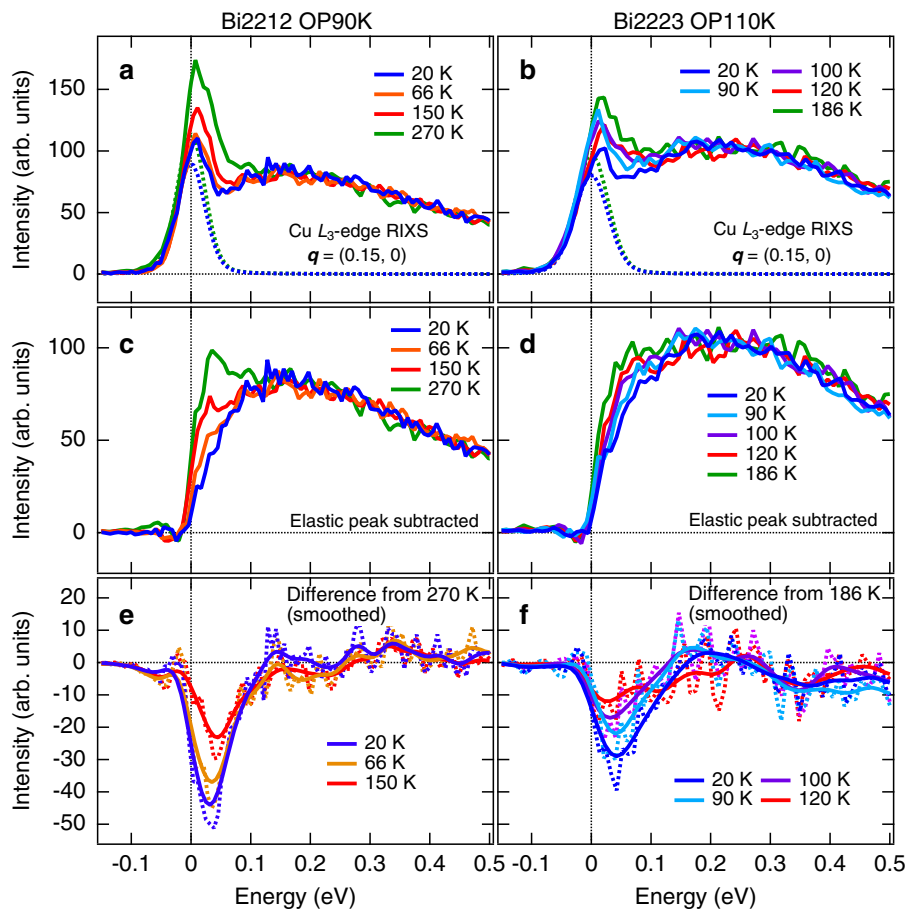 Bi2212 OP90K
Bi2223 OP110K
a
20 K
66 K
150 K
270 K
Cu L3-edge RIXS
q = (0.15, 0)
150
100
50
0
Intensity (arb. units)
b
20 K 100 K
90 K 120 K
186 K
Cu L3-edge RIXS
q = (0.15, 0)
c
20 K
66 K
150 K
270 K
Elastic peak subtracted
100
50
0
Intensity (arb. units)
d
20 K
90 K
100 K
120 K
186 K
Elastic peak subtracted
e
Difference from 270 K
(smoothed)
20 K
66 K
150 K
20
10
0
-10
-20
-30
-40
-50
Intensity (arb. units)
f
Difference from 186 K
(smoothed)
20 K 100 K
90 K 120 K
-0.1 0 0.1 0.2 0.3 0.4 0.5
Energy (eV)
-0.1 0 0.1 0.2 0.3 0.4 0.5
Energy (eV)